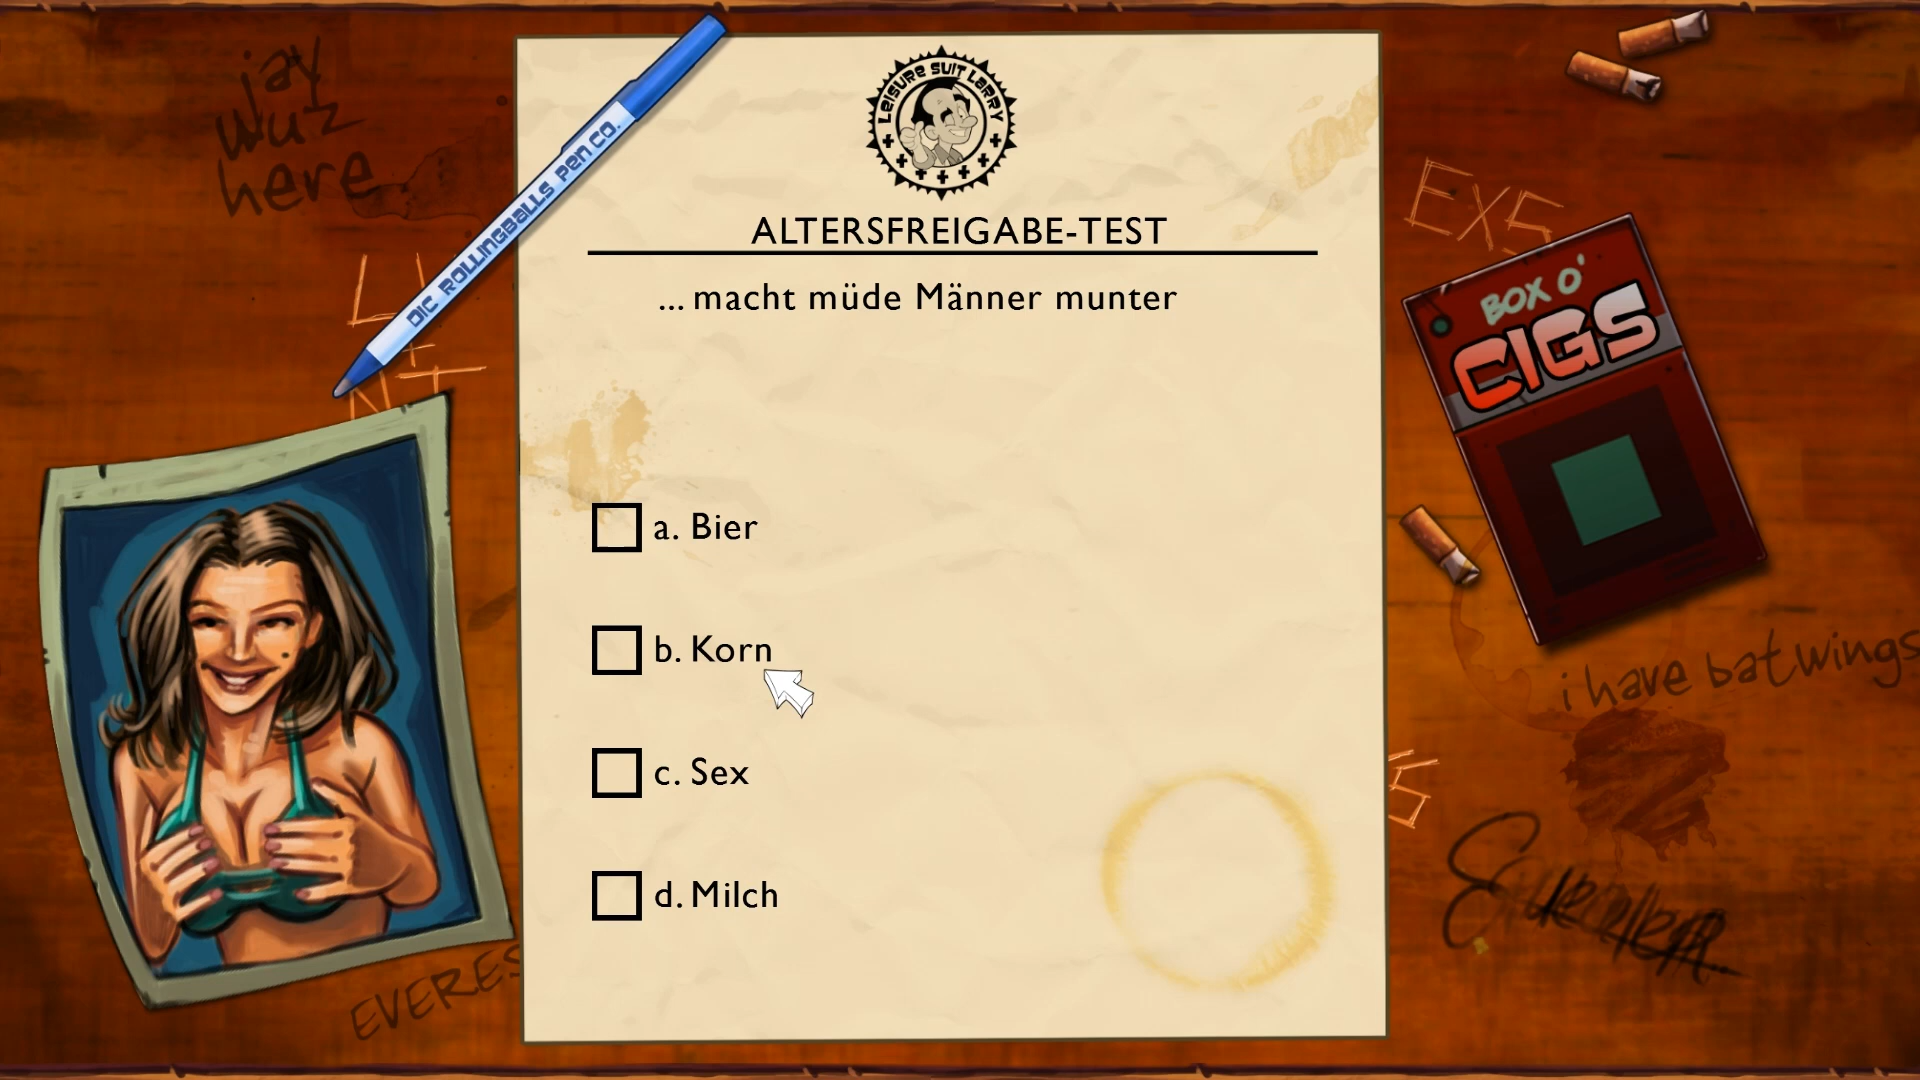 jay
wuz
here
DIC ROLLINGBALLS PEN CO.
LEISURE SUIT LARRY
ALTERSFREIGABE-TEST
... macht müde Männer munter
a. Bier
b. Korn
c. Sex
d. Milch
BOX O'
CIGS
i have batwings
EVERES